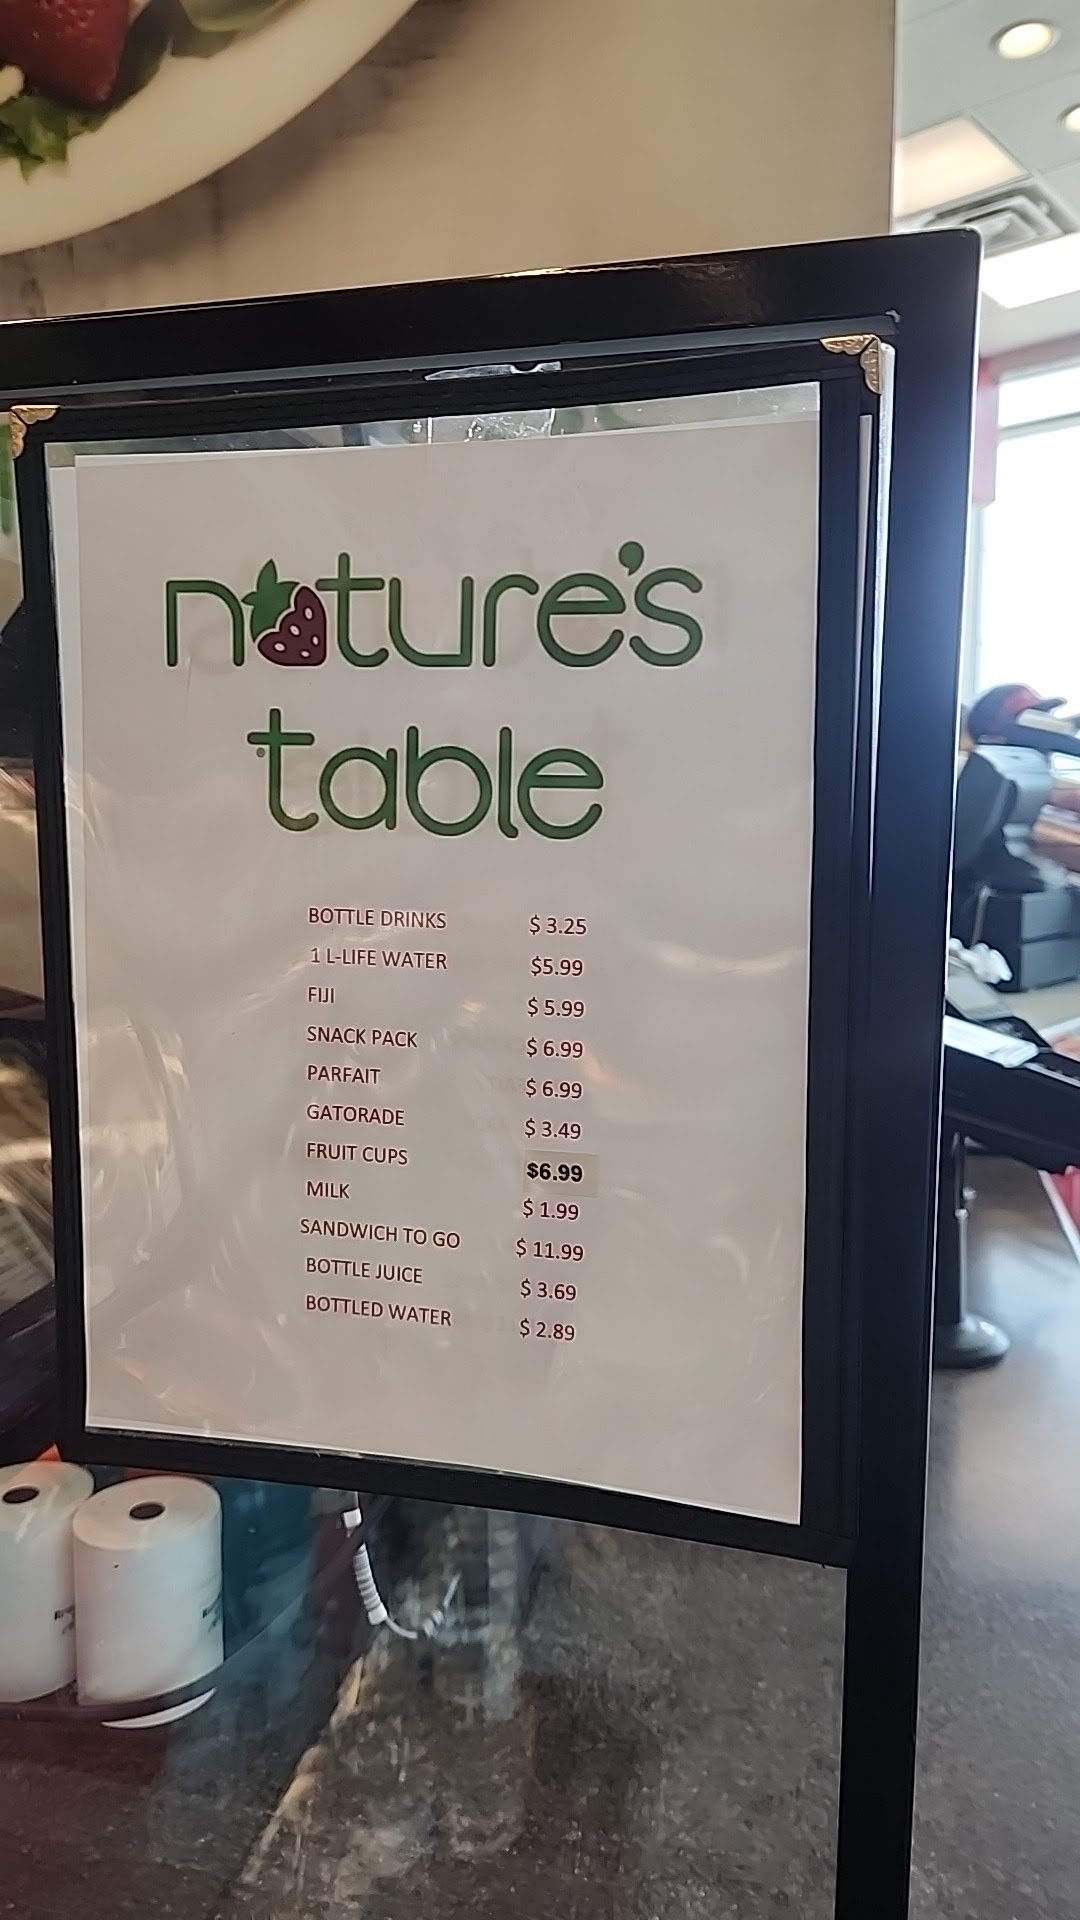 nature's
table
BOTTLE DRINKS $ 3.25
1 L-LIFE WATER $5.99
FIJI $ 5.99
SNACK PACK $ 6.99
PARFAIT $ 6.99
GATORADE $ 3.49
FRUIT CUPS $6.99
MILK $ 1.99
SANDWICH TO GO $ 11.99
BOTTLE JUICE $ 3.69
BOTTLED WATER $ 2.89